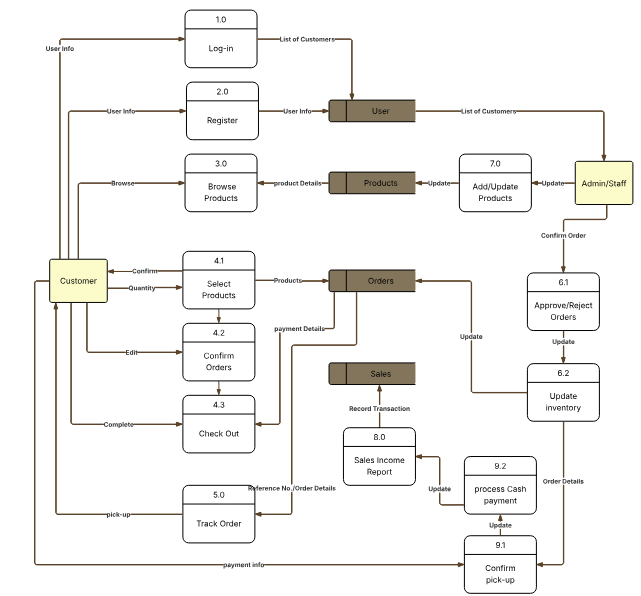 1.0
Log-in
User Info
List of Customers
2.0
Register
User Info
User Info
User
List of Customers
3.0
Browse
Products
Browse
product Details
Products
Update
7.0
Add/Update
Products
Update
Admin/Staff
Confirm Order
Customer
Confirm
Quantity
4.1
Select
Products
Products
Orders
6.1
Approve/Reject
Orders
payment Details
Update
Update
4.2
Confirm
Orders
Edit
Sales
6.2
Update
inventory
4.3
Check Out
Complete
Record Transaction
8.0
Sales Income
Report
9.2
process Cash
payment
Order Details
Update
Reference No./Order Details
5.0
Track Order
pick-up
Update
9.1
Confirm
pick-up
payment info